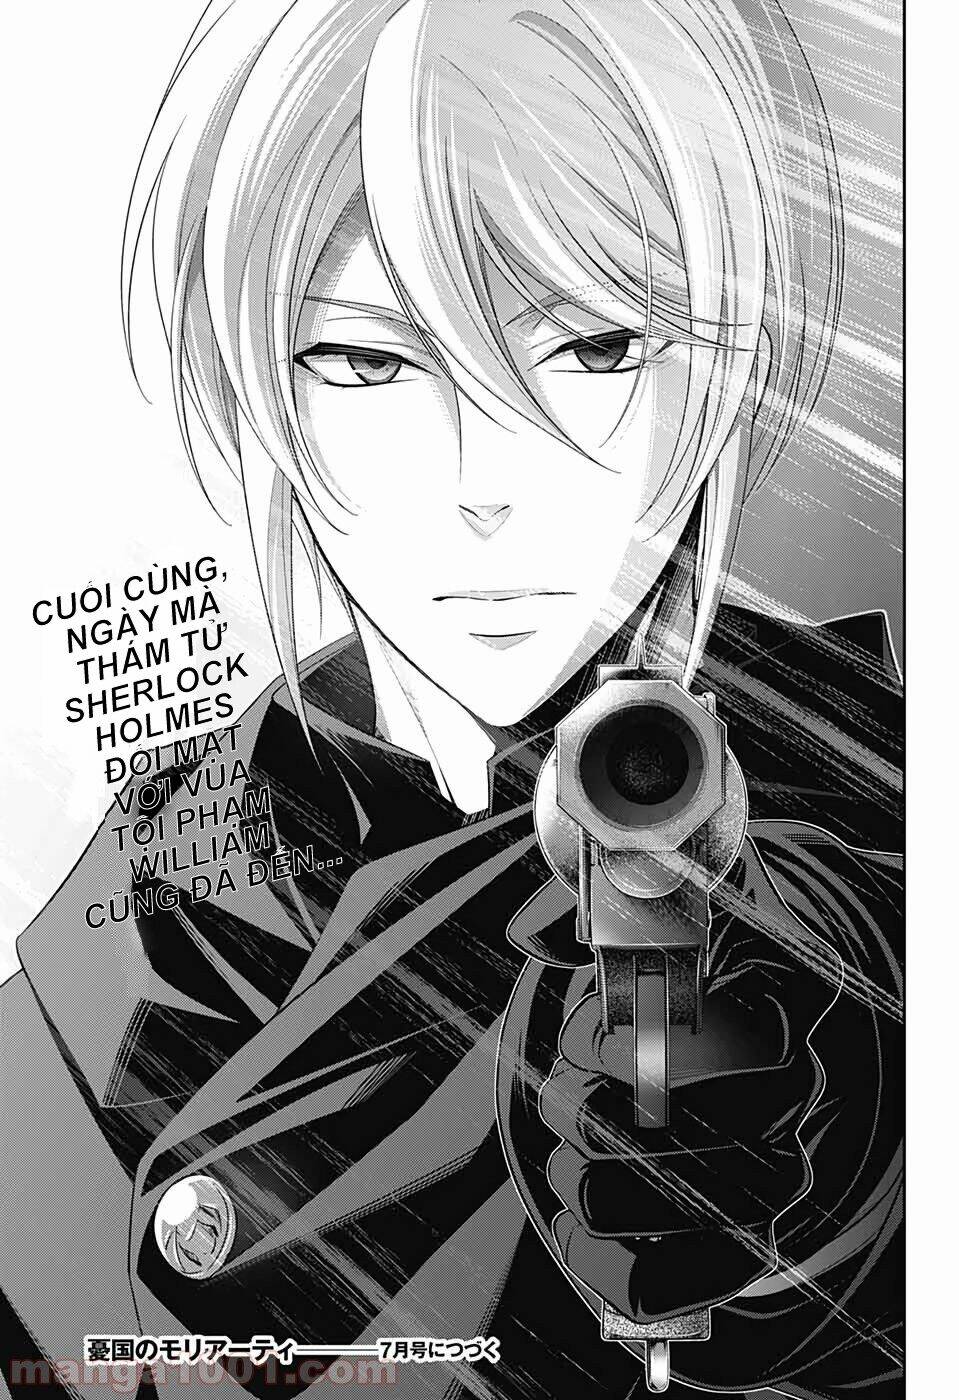 CUỐI CÙNG,
NGÀY MÀ
THÁM TỬ
SHERLOCK
HOLMES
ĐỐI MẶT
VỚI VUA
TỘI PHẠM
WILLIAM
CŨNG ĐÃ ĐẾN...
憂国のモリアーティ――――7月号につづく
manga1001.com